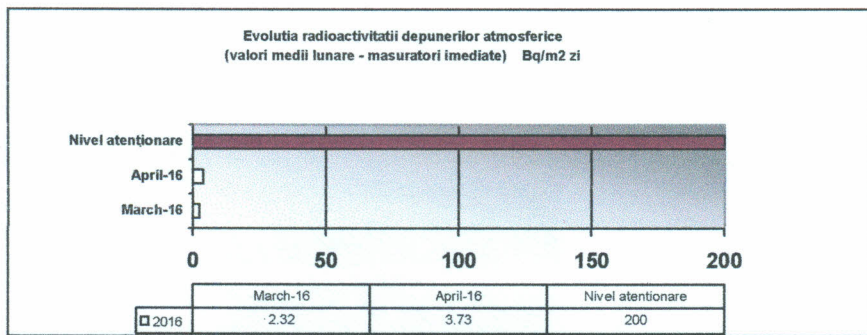 Evolutia radioactivitatii depunerilor atmosferice
(valori medii lunare - masuratori imediate) Bq/m2 zi
Nivel atenționare
April-16
March-16
0 50 100 150 200
March-16 April-16 Nivel atentionare
2016 2.32 3.73 200